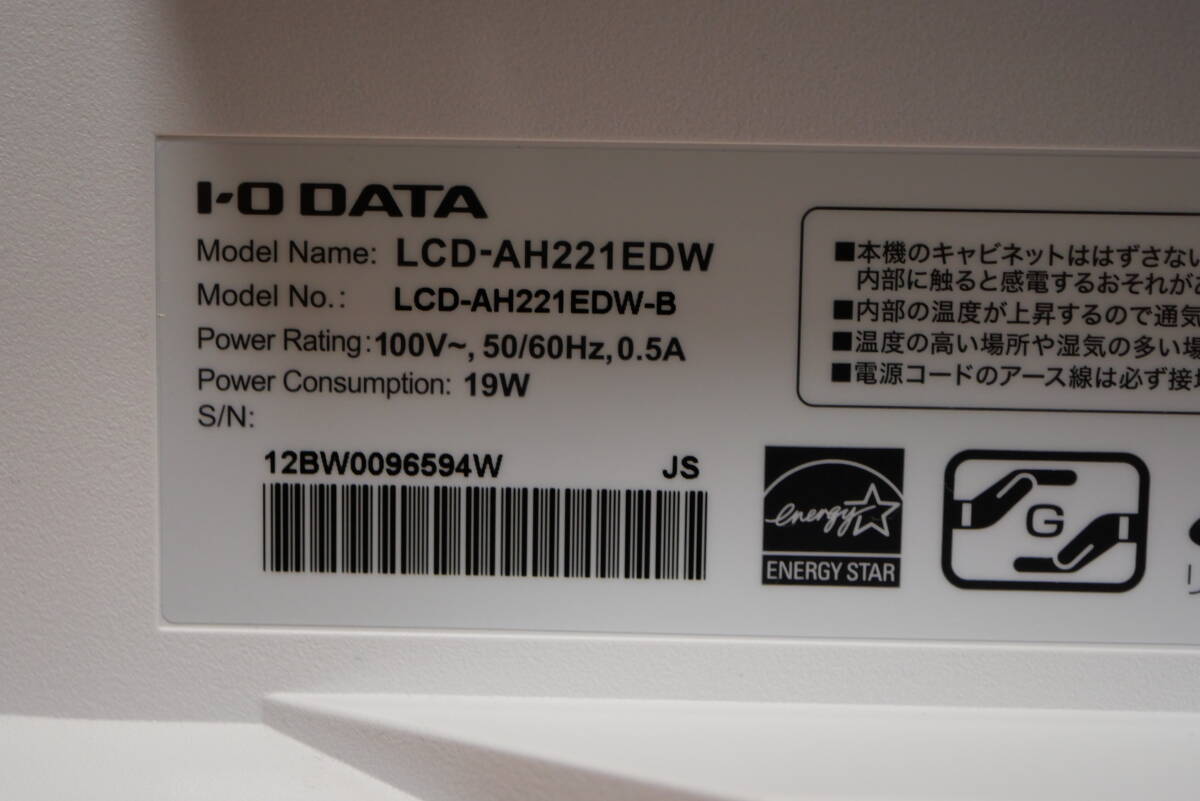 I-O DATA
Model Name: LCD-AH221EDW
Model No.: LCD-AH221EDW-B
Power Rating: 100V~, 50/60Hz, 0.5A
Power Consumption: 19W
S/N:
12BW0096594W JS
■本機のキャビネットははずさない
内部に触ると感電するおそれがあ
■内部の温度が上昇するので通気
■温度の高い場所や湿気の多い場
■電源コードのアース線は必ず接地
energy
ENERGY STAR
G